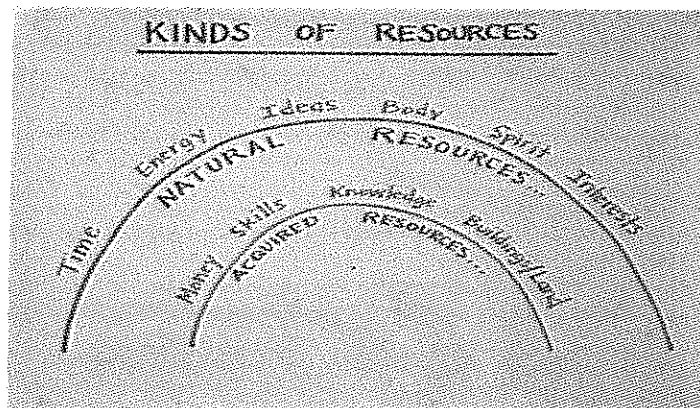 KINDS OF RESOURCES
Time Energy Ideas Body Spirit Interests
NATURAL RESOURCES...
Money Skills Knowledge Buildings/Land
ACQUIRED RESOURCES...